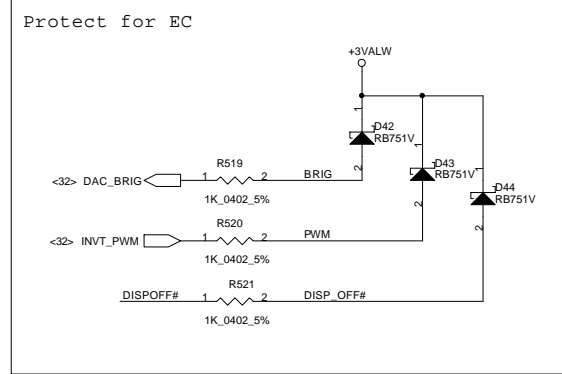 Protect for EC
+3VALW
1
D42
RB751V
2
1
D43
RB751V
2
1
D44
RB751V
2
R519
<32> DAC_BRIG
1
2
BRIG
1K_0402_5%
R520
<32> INVT_PWM
1
2
PWM
1K_0402_5%
R521
DISPOFF#
1
2
DISP_OFF#
1K_0402_5%